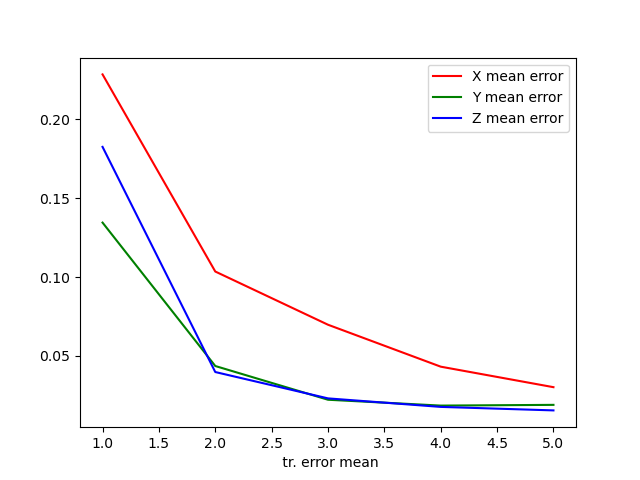 X mean error
Y mean error
Z mean error
0.20
0.15
0.10
0.05
1.0 1.5 2.0 2.5 3.0 3.5 4.0 4.5 5.0
tr. error mean